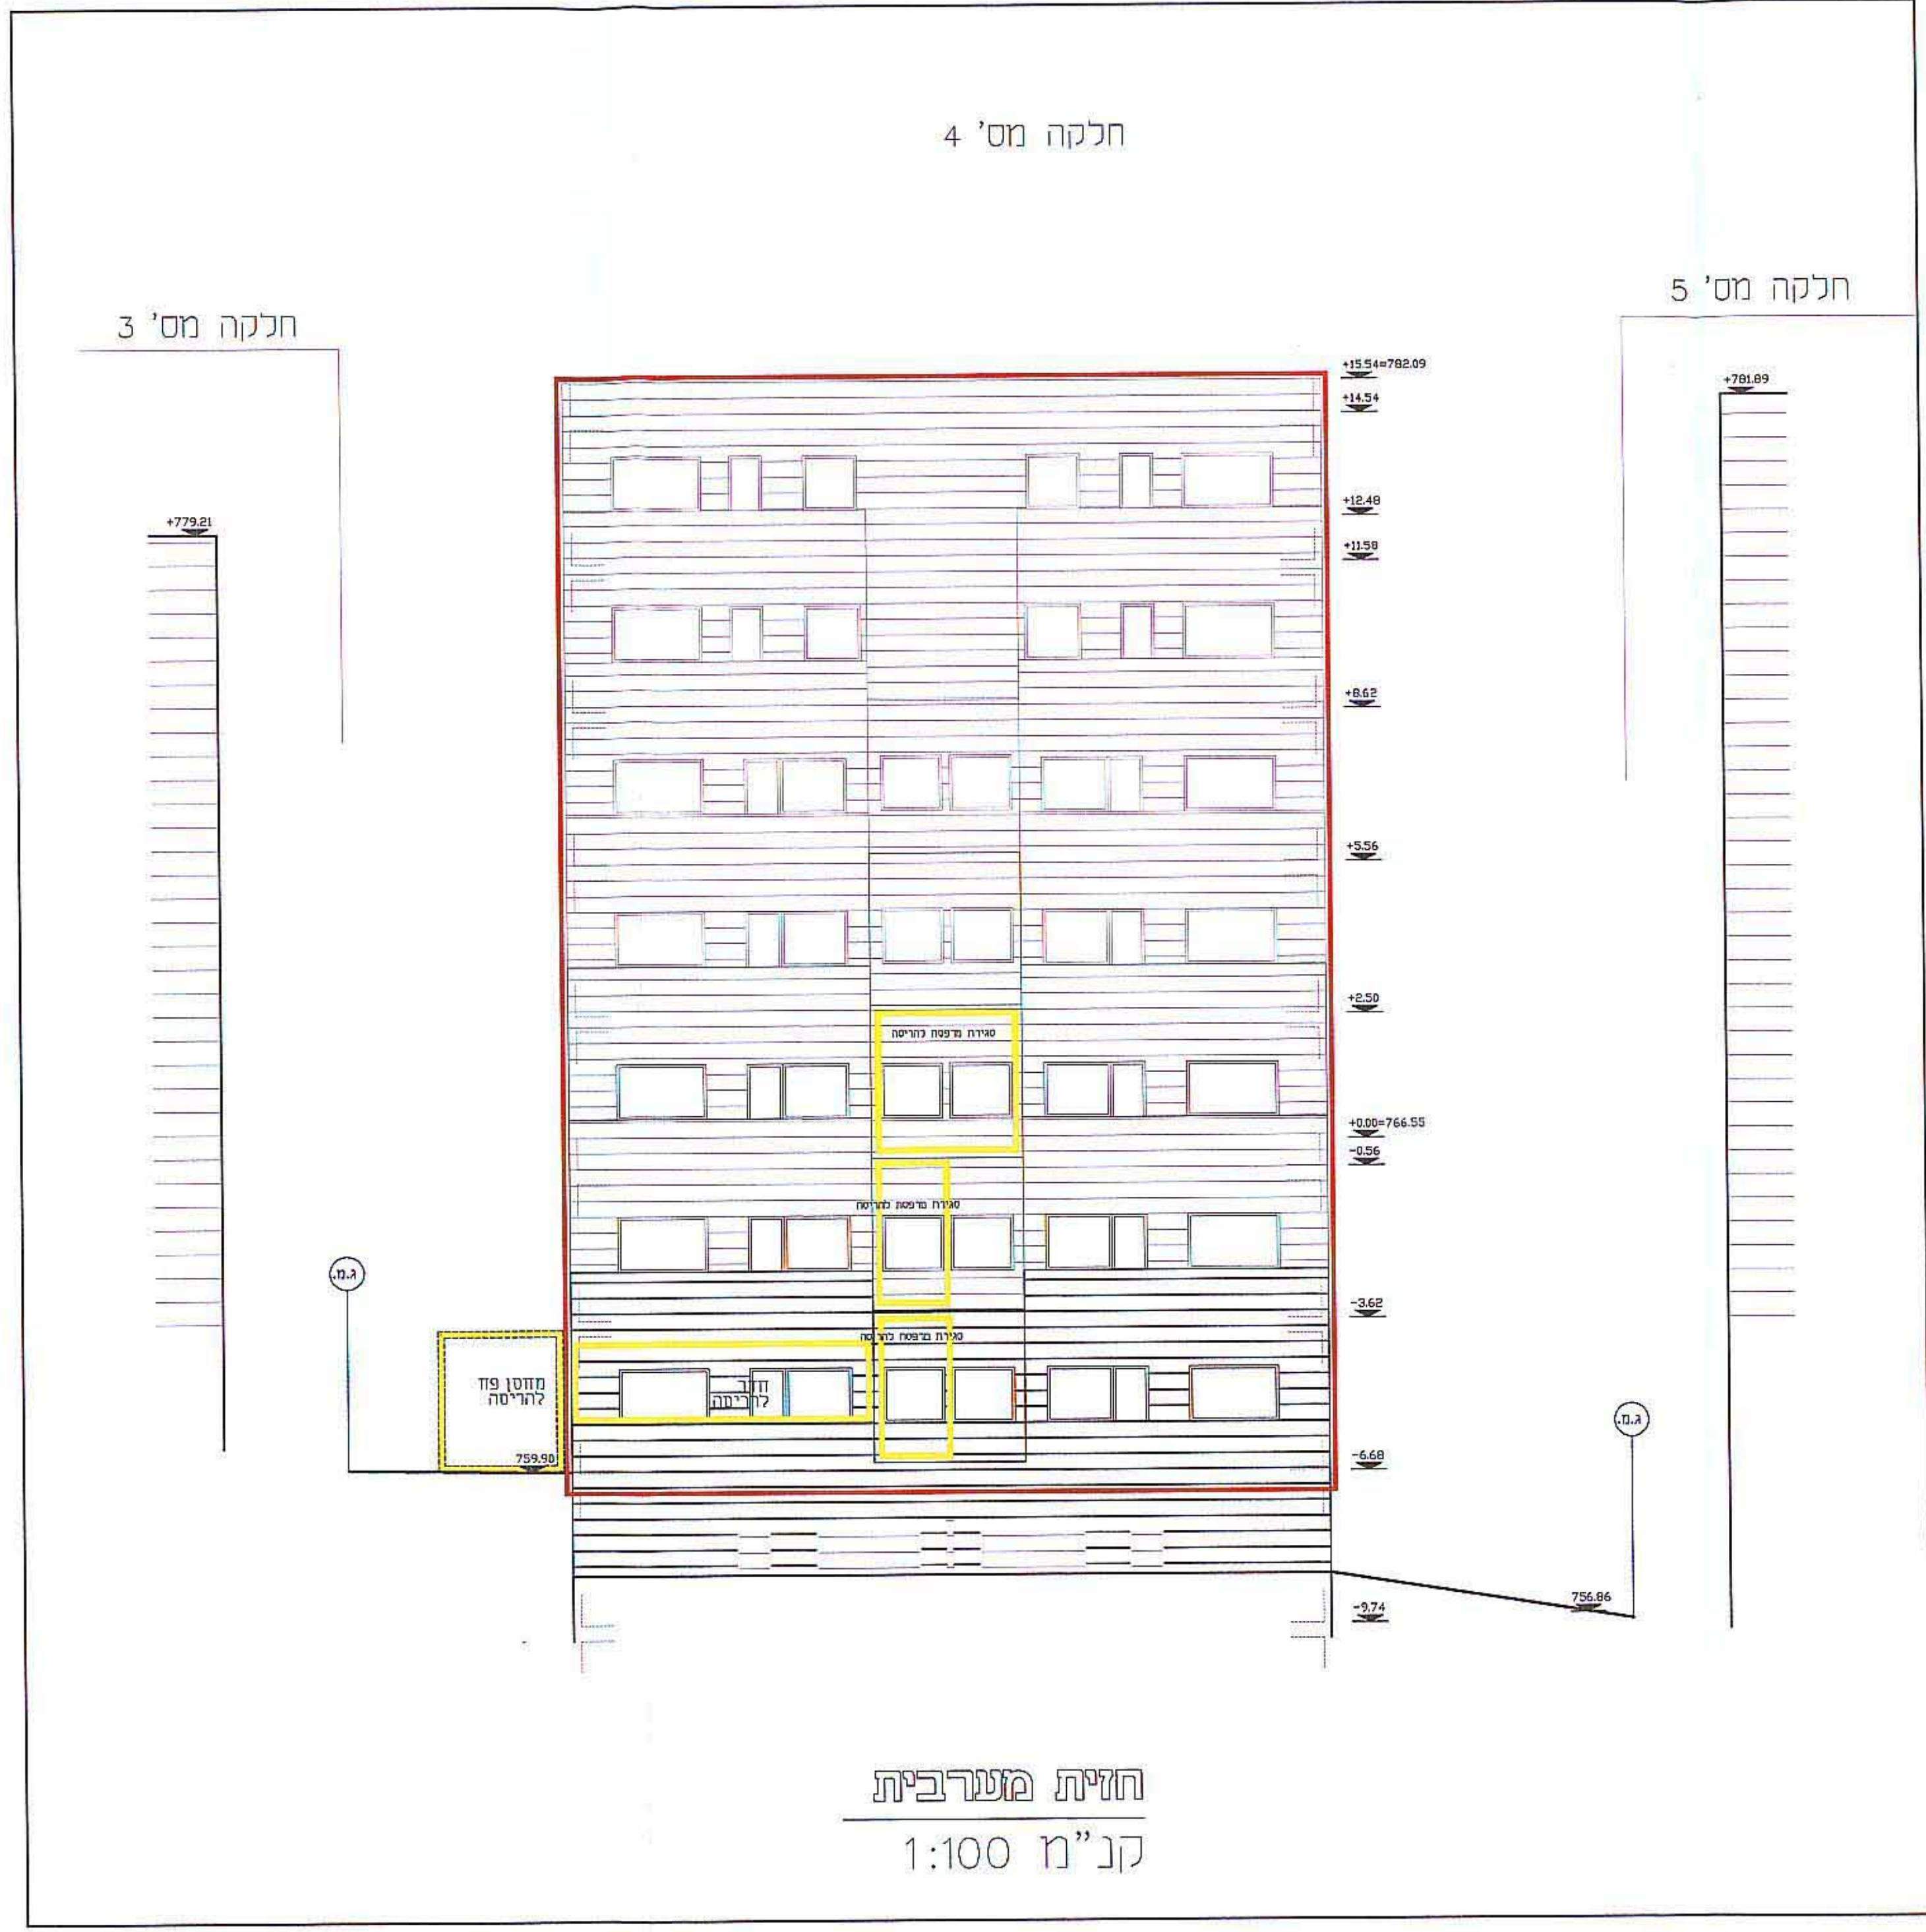 חלקה מס' 4
חלקה מס' 5
חלקה מס' 3
+15.54=782.09
+14.54
+781.89
+12.48
+779.21
+11.58
+8.62
+5.56
+2.50
סגירת מרפסת להריסה
+0.00=766.55
-0.56
סגירת מרפסת להריסה
ג.מ.
-3.62
סגירת מרפסת להריסה
מחסן פח
להריסה
חדר
להריסה
ג.מ.
759.90
-6.68
756.86
-9.74
חזית מערבית
קנ"מ 1:100